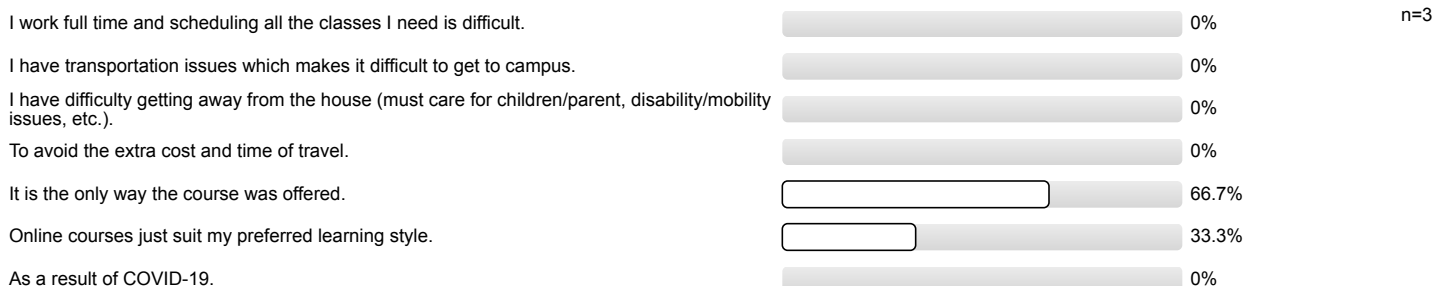 I work full time and scheduling all the classes I need is difficult. 0% n=3
I have transportation issues which makes it difficult to get to campus. 0%
I have difficulty getting away from the house (must care for children/parent, disability/mobility
issues, etc.). 0%
To avoid the extra cost and time of travel. 0%
It is the only way the course was offered. 66.7%
Online courses just suit my preferred learning style. 33.3%
As a result of COVID-19. 0%